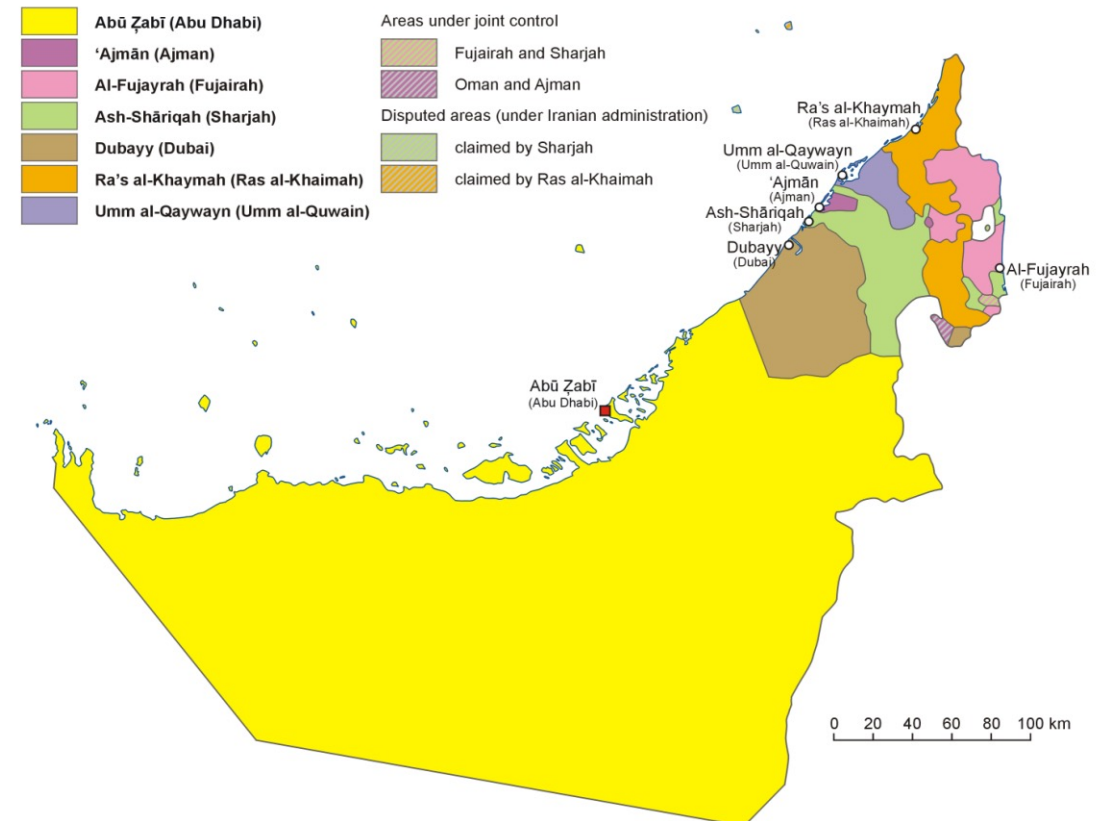 Abū Z̧abī (Abu Dhabi)
‘Ajmān (Ajman)
Al-Fujayrah (Fujairah)
Ash-Shāriqah (Sharjah)
Dubayy (Dubai)
Ra’s al-Khaymah (Ras al-Khaimah)
Umm al-Qaywayn (Umm al-Quwain)
Areas under joint control
Fujairah and Sharjah
Oman and Ajman
Disputed areas (under Iranian administration)
claimed by Sharjah
claimed by Ras al-Khaimah
Ra’s al-Khaymah
(Ras al-Khaimah)
Umm al-Qaywayn
(Umm al-Quwain)
‘Ajmān
(Ajman)
Ash-Shāriqah
(Sharjah)
Dubayy
(Dubai)
Al-Fujayrah
(Fujairah)
Abū Z̧abī
(Abu Dhabi)
0 20 40 60 80 100 km